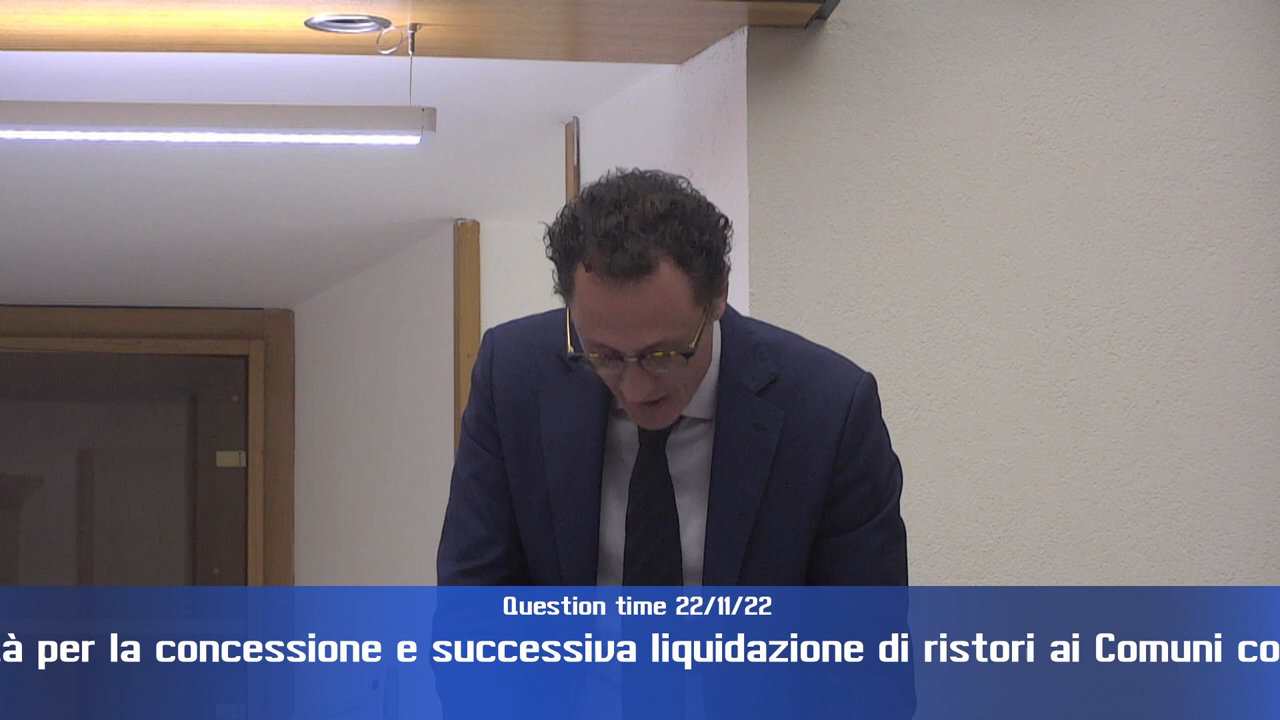 Question time 22/11/22
à per la concessione e successiva liquidazione di ristori ai Comuni co